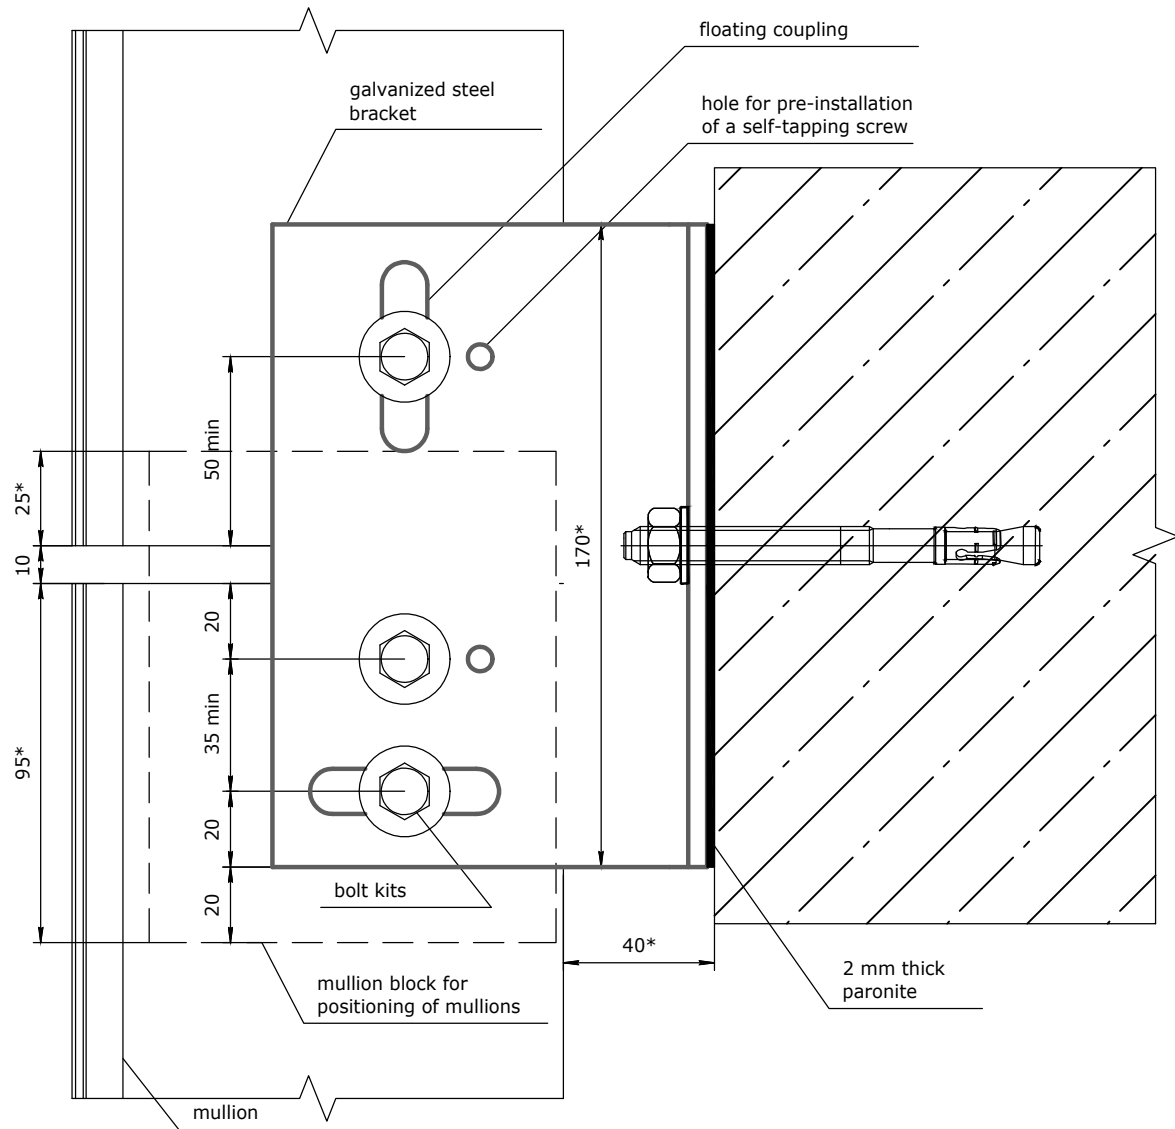 floating coupling
galvanized steel
bracket
hole for pre-installation
of a self-tapping screw
50 min
25*
10
170*
20
35 min
95*
20
20
bolt kits
40*
mullion block for
positioning of mullions
2 mm thick
paronite
mullion